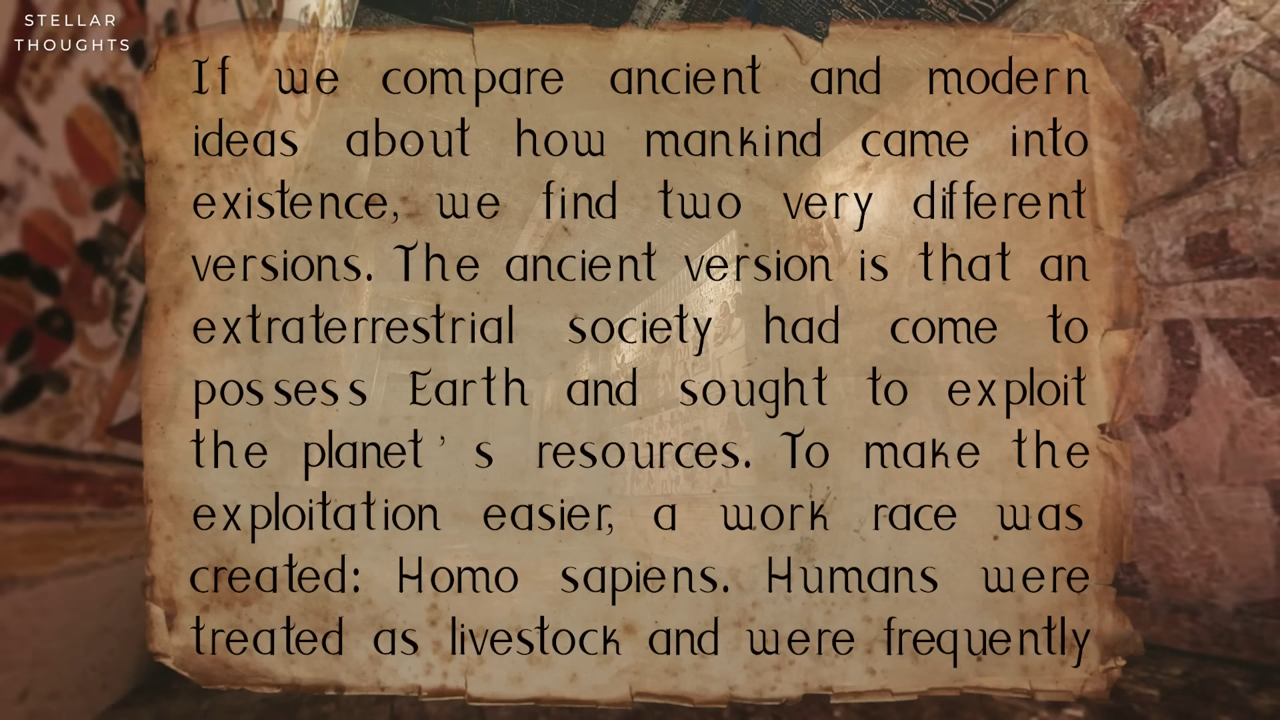 STELLAR
THOUGHTS
If we compare ancient and modern
ideas about how mankind came into
existence, we find two very different
versions. The ancient version is that an
extraterrestrial society had come to
possess Earth and sought to exploit
the planet's resources. To make the
exploitation easier, a work race was
created: Homo sapiens. Humans were
treated as livestock and were frequently